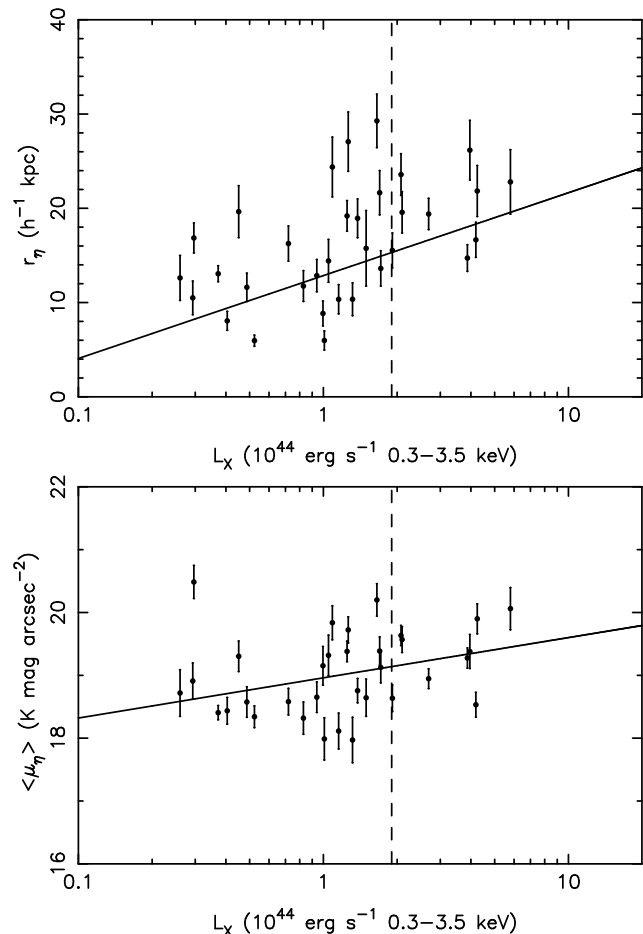 40
30
20
10
0
r_η (h⁻¹ kpc)
0.1 1 10
L_X (10⁴⁴ erg s⁻¹ 0.3−3.5 keV)
22
20
18
16
<μ_η> (K mag arcsec⁻²)
0.1 1 10
L_X (10⁴⁴ erg s⁻¹ 0.3−3.5 keV)